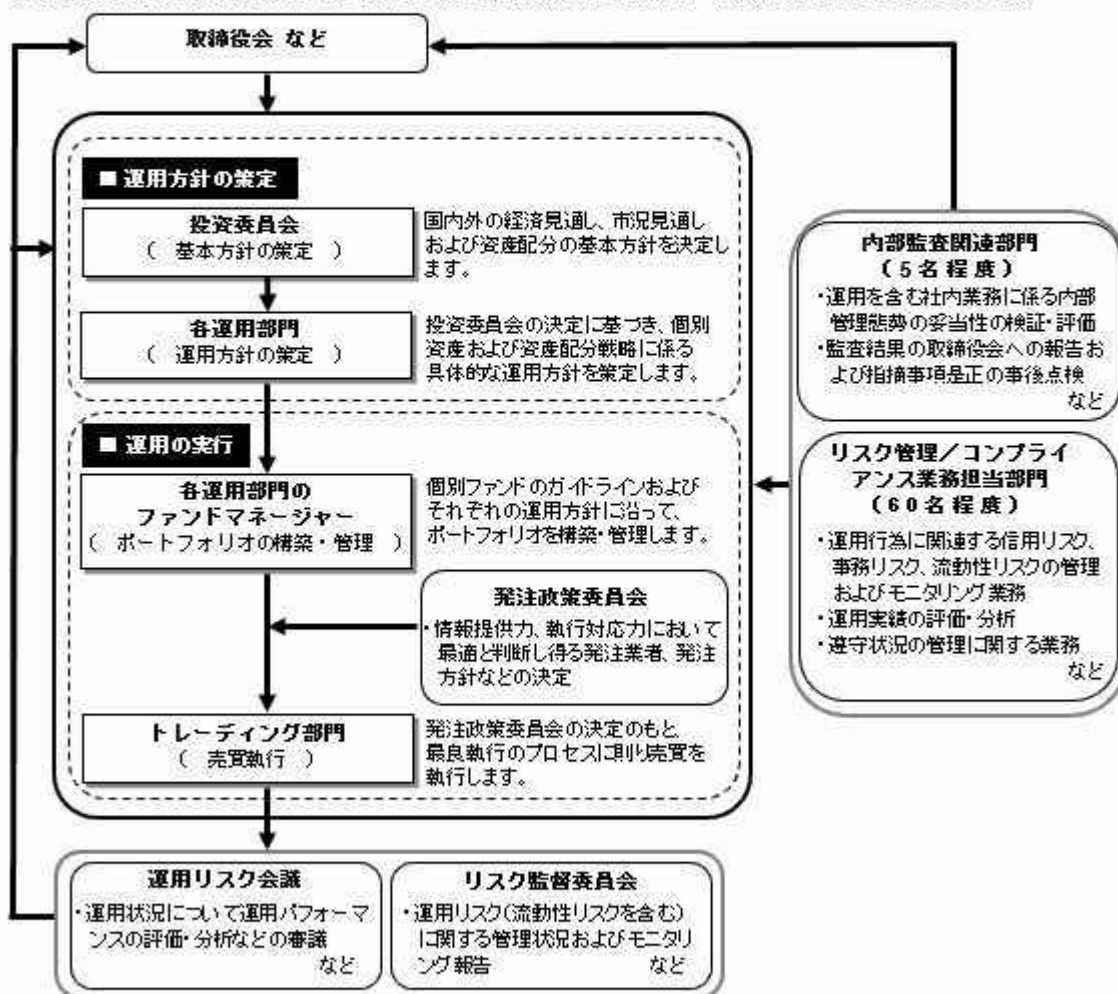 取締役会 など
■ 運用方針の策定
投資委員会
( 基本方針の策定 )
国内外の経済見通し、市況見通し
および資産配分の基本方針を決定し
ます。
各運用部門
( 運用方針の策定 )
投資委員会の決定に基づき、個別
資産および資産配分戦略に係る
具体的な運用方針を策定します。
■ 運用の実行
各運用部門の
ファンドマネージャー
( ポートフォリオの構築・管理 )
個別ファンドのガイドラインおよび
それぞれの運用方針に沿って、
ポートフォリオを構築・管理します。
発注政策委員会
・情報提供力、執行対応力において
最適と判断し得る発注業者、発注
方針などの決定
トレーディング部門
( 売買執行 )
発注政策委員会の決定のもと、
最良執行のプロセスに則り売買を
執行します。
内部監査関連部門
(5名程度)
・運用を含む社内業務に係る内部
管理態勢の妥当性の検証・評価
・監査結果の取締役会への報告お
よび指摘事項是正の事後点検
など
リスク管理/コンプライ
アンス業務担当部門
(60名程度)
・運用行為に関連する信用リスク、
事務リスク、流動性リスクの管理
およびモニタリング業務
・運用実績の評価・分析
・遵守状況の管理に関する業務
など
運用リスク会議
・運用状況について運用パフォーマ
ンスの評価・分析などの審議
など
リスク監督委員会
・運用リスク(流動性リスクを含む)
に関する管理状況およびモニタリ
ング報告 など